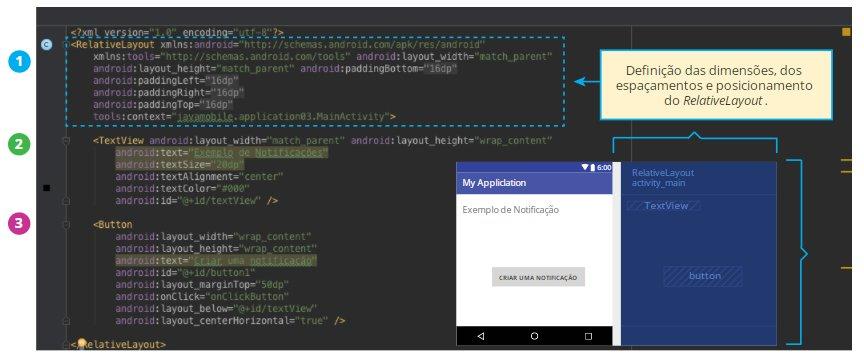 <?xml version="1.0" encoding="utf-8"?>
<RelativeLayout xmlns:android="http://schemas.android.com/apk/res/android"
xmlns:tools="http://schemas.android.com/tools" android:layout_width="match_parent"
android:layout_height="match_parent" android:paddingBottom="16dp"
android:paddingLeft="16dp"
android:paddingRight="16dp"
android:paddingTop="16dp"
tools:context="javamobile.application03.MainActivity">
1
Definição das dimensões, dos
espaçamentos e posicionamento
do RelativeLayout .
2
<TextView android:layout_width="match_parent" android:layout_height="wrap_content"
android:text="Exemplo de Notificações"
android:textSize="20dp"
android:textAlignment="center"
android:textColor="#000"
android:id="@+id/textView" />
3
<Button
android:layout_width="wrap_content"
android:layout_height="wrap_content"
android:text="Criar uma notificação"
android:id="@+id/button1"
android:layout_marginTop="50dp"
android:onClick="onClickButton"
android:layout_below="@+id/textView"
android:layout_centerHorizontal="true" />
</RelativeLayout>
6:00
My Appliclation
Exemplo de Notificação
CRIAR UMA NOTIFICAÇÃO
RelativeLayout
activity_main
TextView
button
C